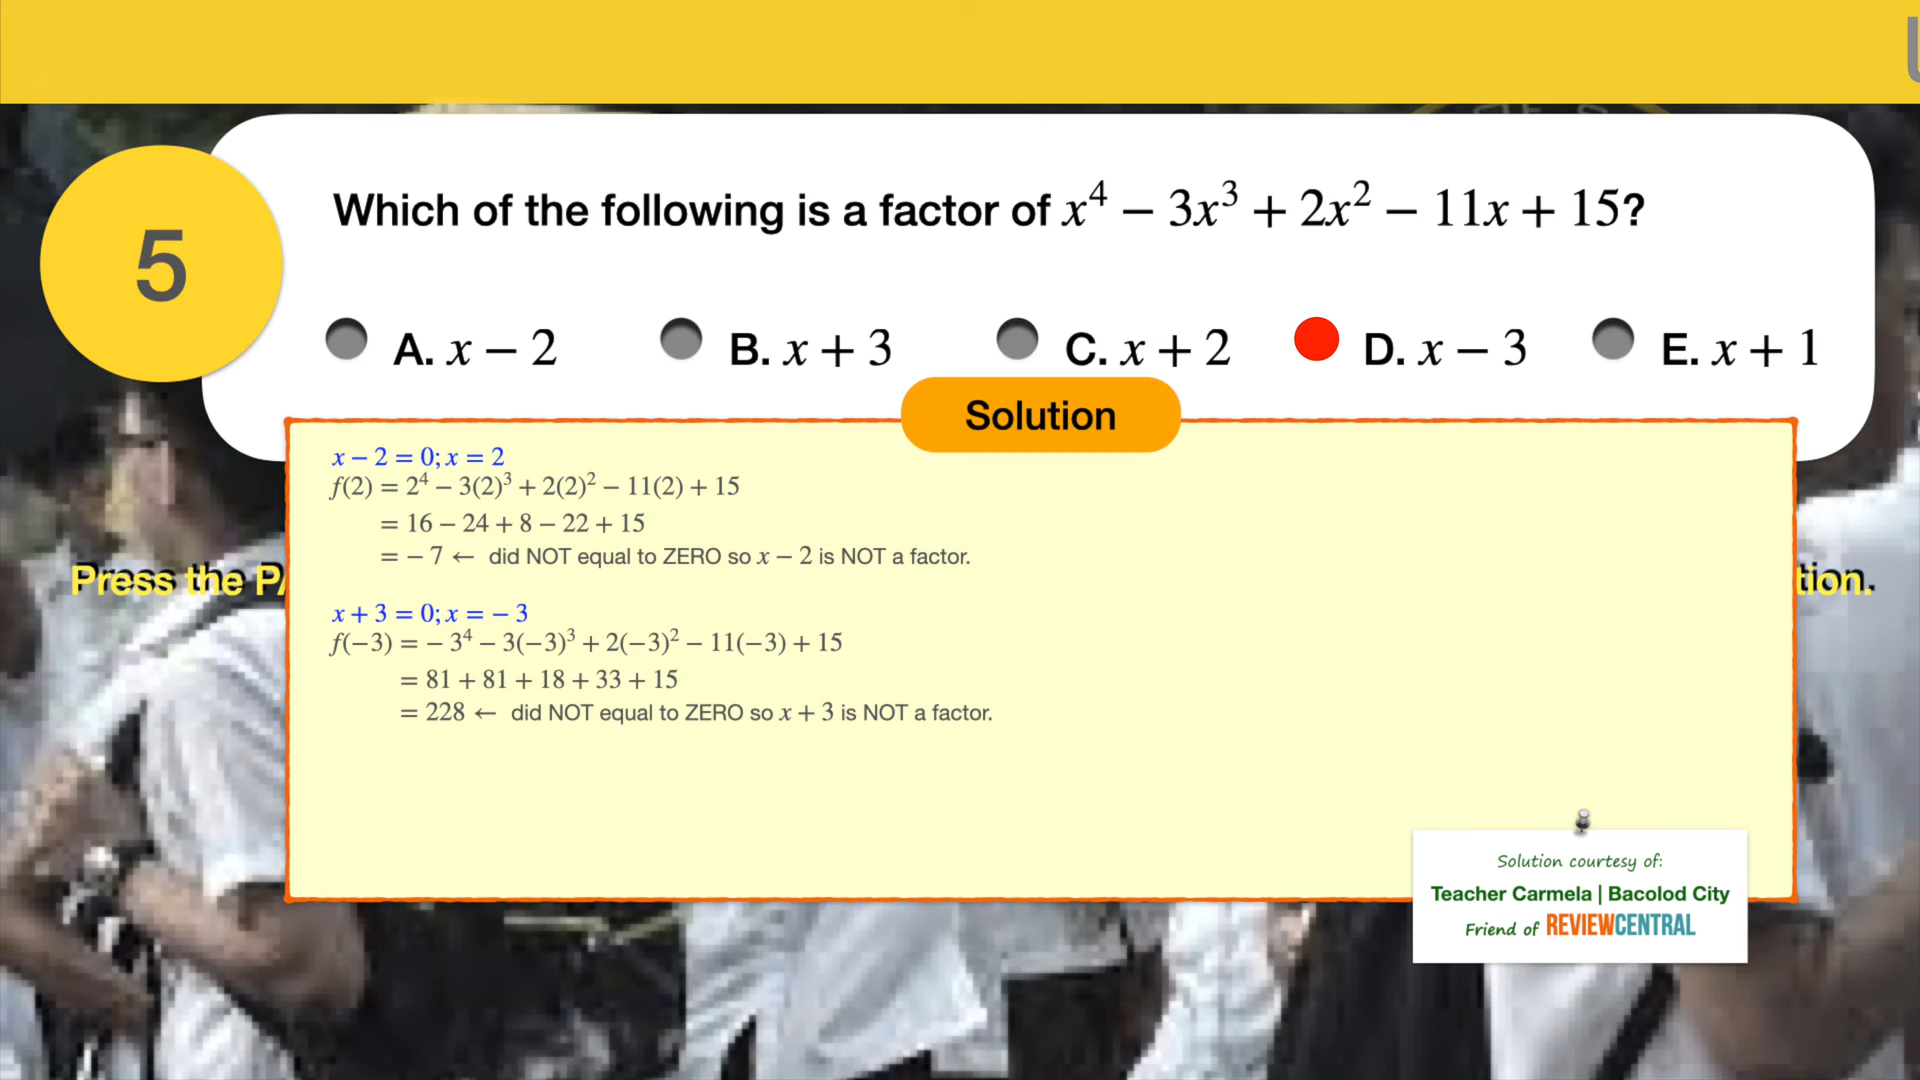 5
Which of the following is a factor of x⁴ − 3x³ + 2x² − 11x + 15?
A. x − 2 B. x + 3 C. x + 2 D. x − 3 E. x + 1
Solution
x − 2 = 0; x = 2
f(2) = 2⁴ − 3(2)³ + 2(2)² − 11(2) + 15
= 16 − 24 + 8 − 22 + 15
= − 7 ← did NOT equal to ZERO so x − 2 is NOT a factor.
Press the
tion.
x + 3 = 0; x = − 3
f(−3) = − 3⁴ − 3(−3)³ + 2(−3)² − 11(−3) + 15
= 81 + 81 + 18 + 33 + 15
= 228 ← did NOT equal to ZERO so x + 3 is NOT a factor.
Solution courtesy of:
Teacher Carmela | Bacolod City
Friend of REVIEWCENTRAL